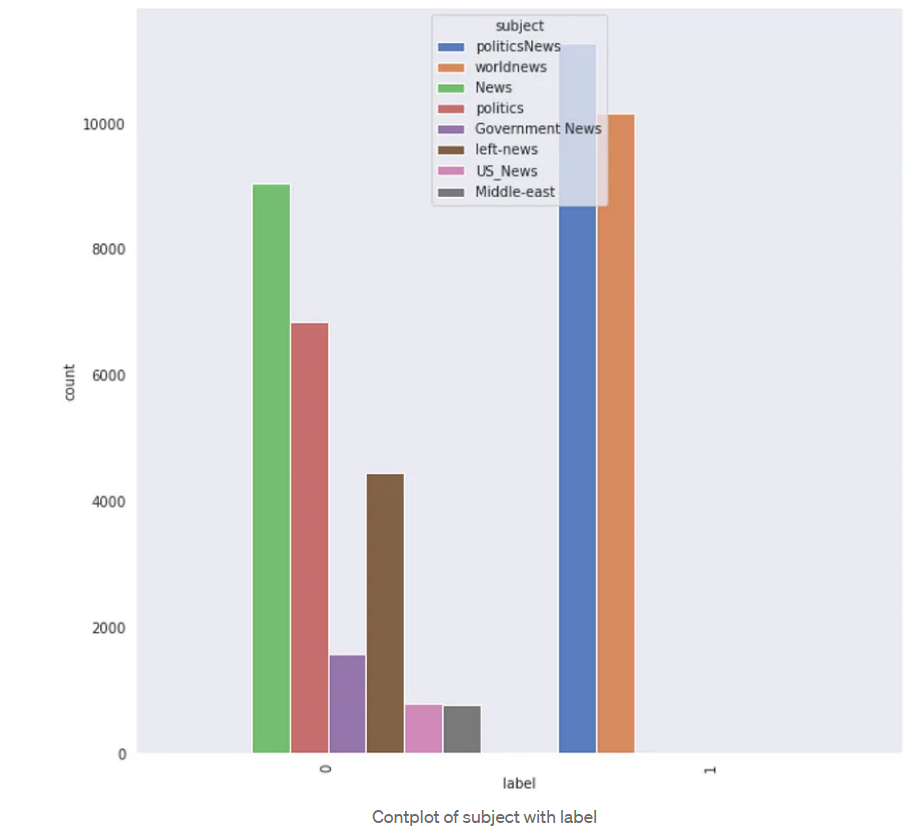 subject
politicsNews
worldnews
News
politics
Government News
left-news
US_News
Middle-east
10000
8000
6000
4000
2000
0
count
0
1
label
Contplot of subject with label